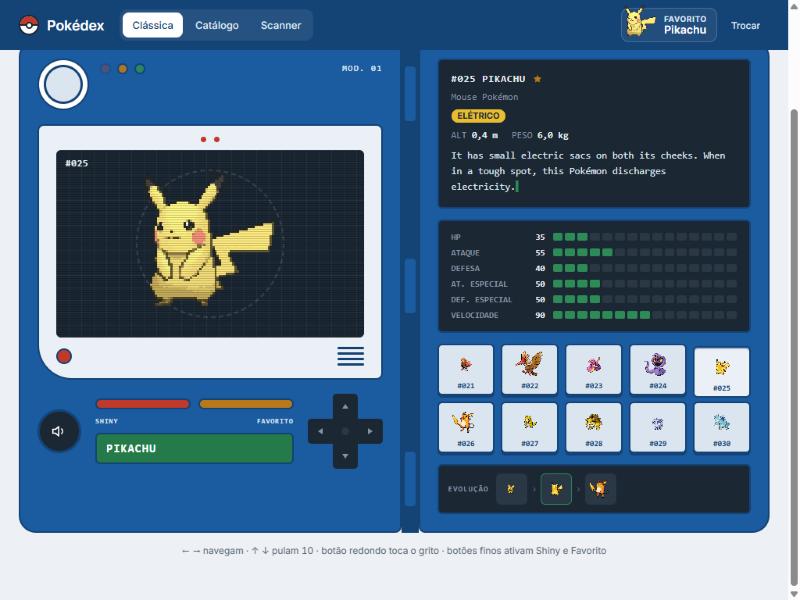 Pokédex
Clássica
Catálogo
Scanner
FAVORITO
Pikachu
Trocar
MOD. 01
#025
SHINY
FAVORITO
PIKACHU
#025 PIKACHU ★
Mouse Pokémon
ELÉTRICO
ALT 0,4 m PESO 6,0 kg
It has small electric sacs on both its cheeks. When
in a tough spot, this Pokémon discharges
electricity.
HP 35
ATAQUE 55
DEFESA 40
AT. ESPECIAL 50
DEF. ESPECIAL 50
VELOCIDADE 90
#021 #022 #023 #024 #025
#026 #027 #028 #029 #030
EVOLUÇÃO › ›
← → navegam · ↑ ↓ pulam 10 · botão redondo toca o grito · botões finos ativam Shiny e Favorito